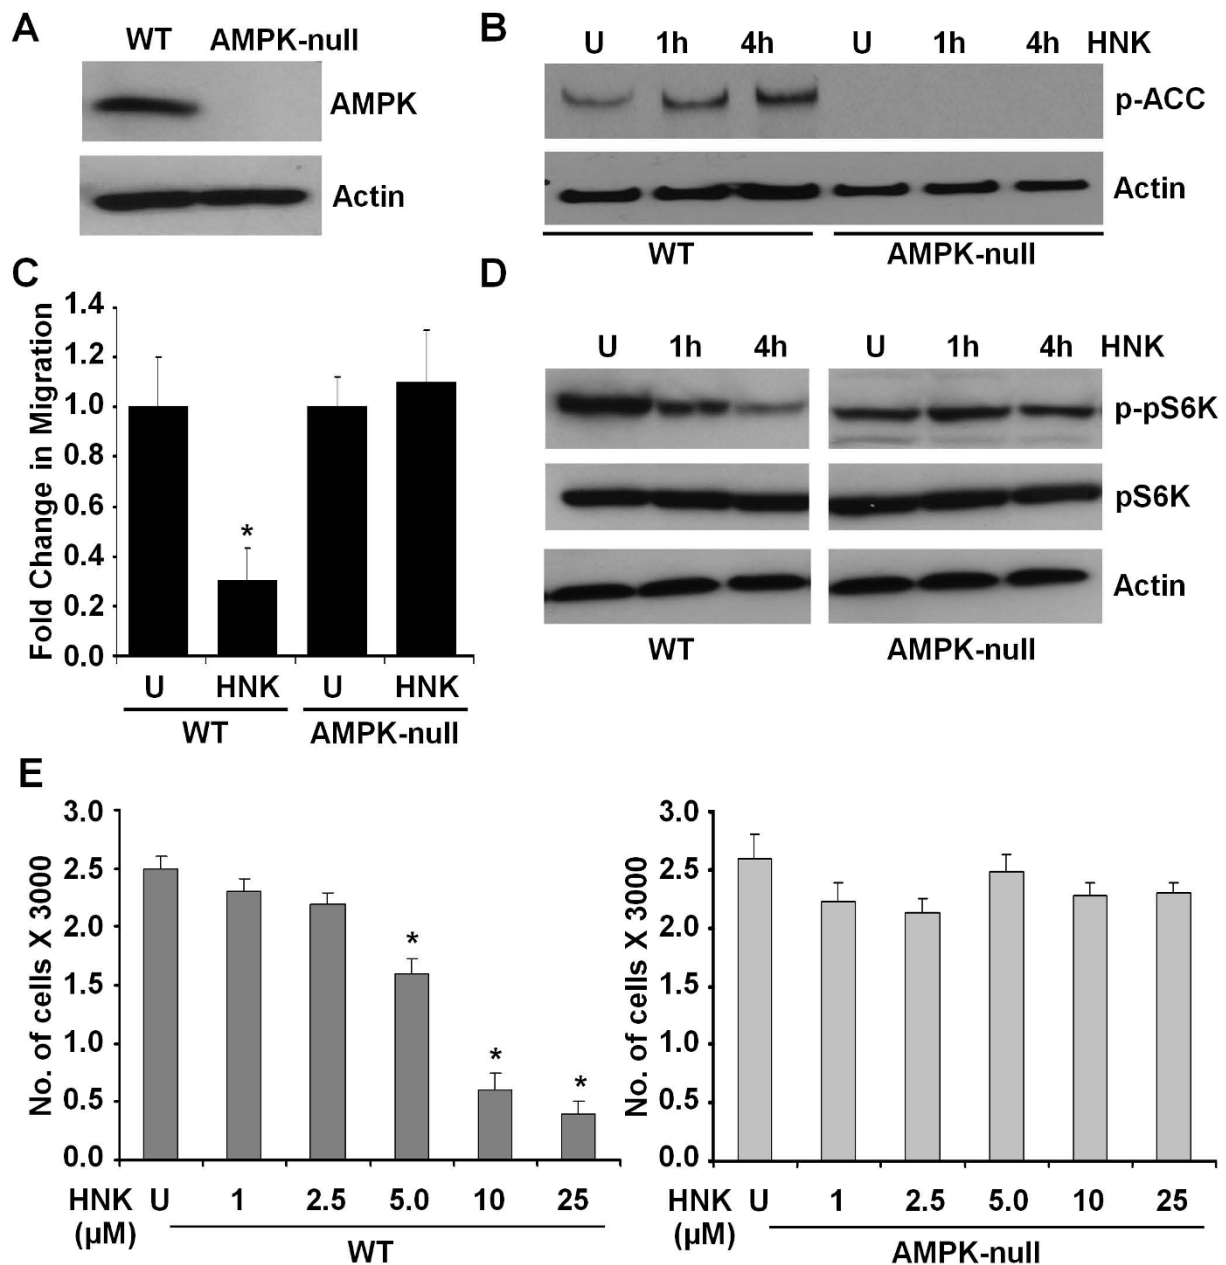 A
WT AMPK-null
AMPK
Actin
B
U 1h 4h U 1h 4h HNK
p-ACC
Actin
WT AMPK-null
C
Fold Change in Migration
1.4
1.2
1.0
0.8
0.6
0.4
0.2
0.0
*
U HNK U HNK
WT AMPK-null
D
U 1h 4h U 1h 4h HNK
p-pS6K
pS6K
Actin
WT AMPK-null
E
No. of cells X 3000
3.0
2.5
2.0
1.5
1.0
0.5
0.0
* * *
HNK (µM) U 1 2.5 5.0 10 25
WT
No. of cells X 3000
3.0
2.5
2.0
1.5
1.0
0.5
0.0
HNK (µM) U 1 2.5 5.0 10 25
AMPK-null